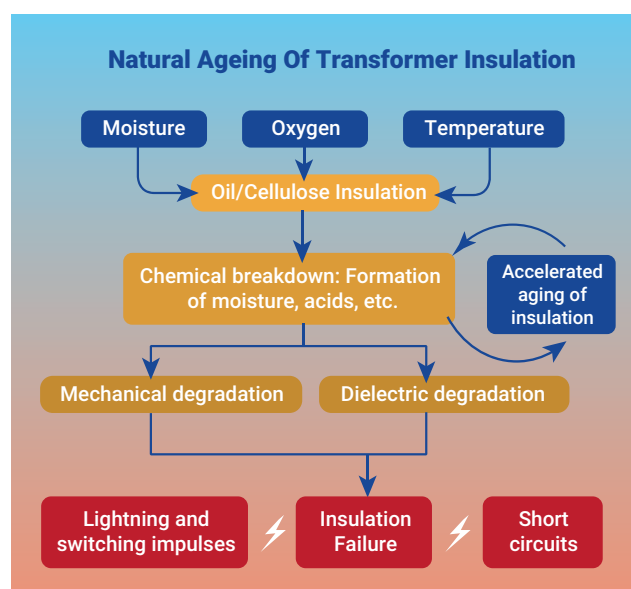 Natural Ageing Of Transformer Insulation
Moisture
Oxygen
Temperature
Oil/Cellulose Insulation
Chemical breakdown: Formation
of moisture, acids, etc.
Accelerated
aging of
insulation
Mechanical degradation
Dielectric degradation
Lightning and
switching impulses
Insulation
Failure
Short
circuits